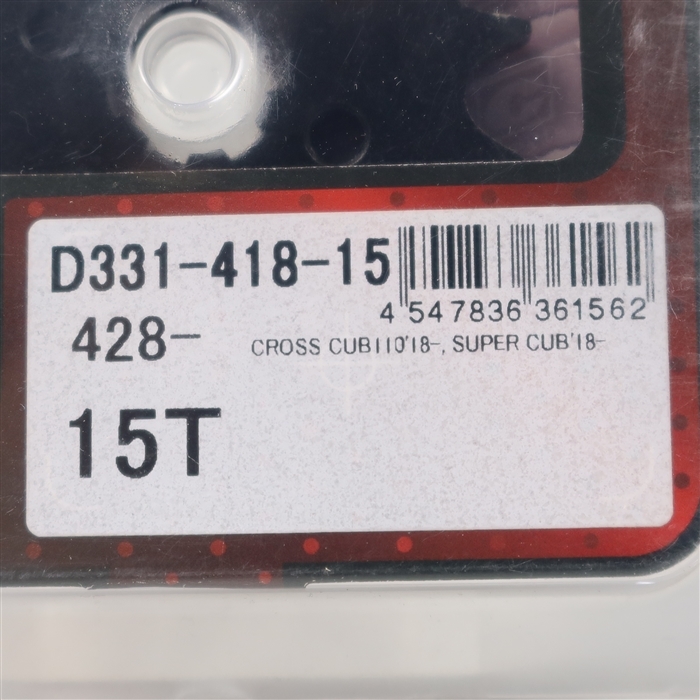 D331-418-15
4 547836 361562
428-
CROSS CUB110'18-, SUPER CUB'18-
15T